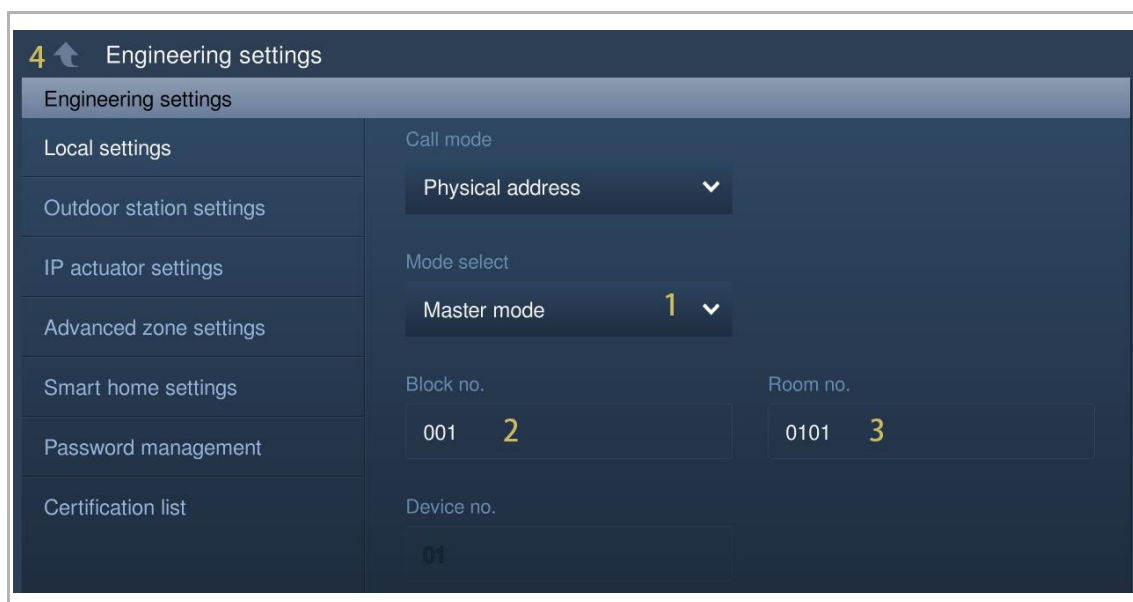 4 Engineering settings
Engineering settings
Local settings
Outdoor station settings
IP actuator settings
Advanced zone settings
Smart home settings
Password management
Certification list
Call mode
Physical address
Mode select
Master mode 1
Block no. Room no.
001 2 0101 3
Device no.
01